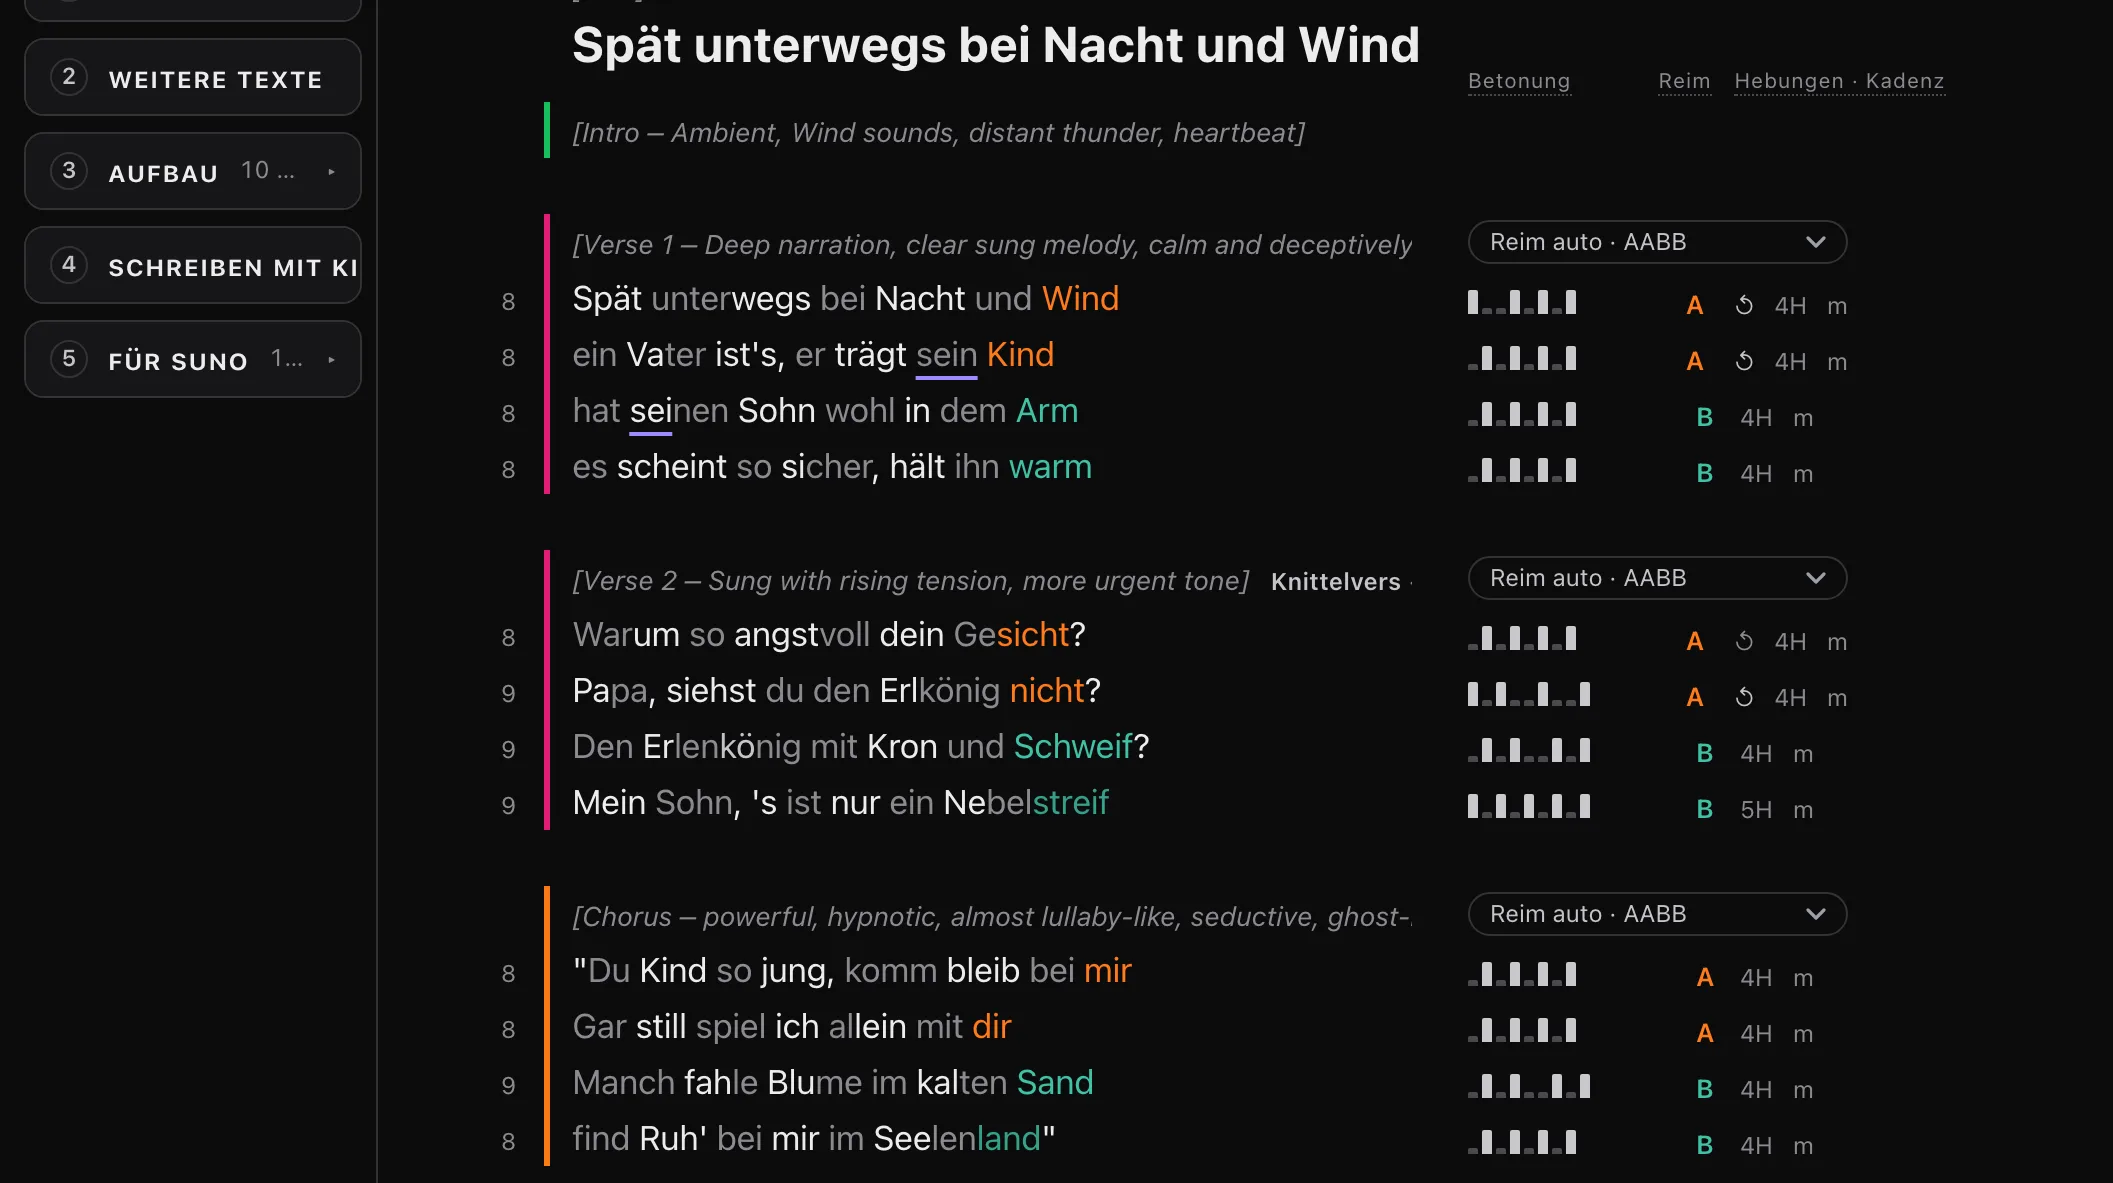 Spät unterwegs bei Nacht und Wind
Betonung Reim Hebungen · Kadenz
2 WEITERE TEXTE
3 AUFBAU 10 ... ▸
4 SCHREIBEN MIT KI
5 FÜR SUNO 1... ▸
[Intro – Ambient, Wind sounds, distant thunder, heartbeat]
[Verse 1 – Deep narration, clear sung melody, calm and deceptively
Reim auto · AABB
8 Spät unterwegs bei Nacht und Wind A 4H m
8 ein Vater ist's, er trägt sein Kind A 4H m
8 hat seinen Sohn wohl in dem Arm B 4H m
8 es scheint so sicher, hält ihn warm B 4H m
[Verse 2 – Sung with rising tension, more urgent tone] Knittelvers ·
Reim auto · AABB
8 Warum so angstvoll dein Gesicht? A 4H m
9 Papa, siehst du den Erlkönig nicht? A 4H m
9 Den Erlenkönig mit Kron und Schweif? B 4H m
9 Mein Sohn, 's ist nur ein Nebelstreif B 5H m
[Chorus – powerful, hypnotic, almost lullaby-like, seductive, ghost-
Reim auto · AABB
8 "Du Kind so jung, komm bleib bei mir A 4H m
8 Gar still spiel ich allein mit dir A 4H m
9 Manch fahle Blume im kalten Sand B 4H m
8 find Ruh' bei mir im Seelenland" B 4H m